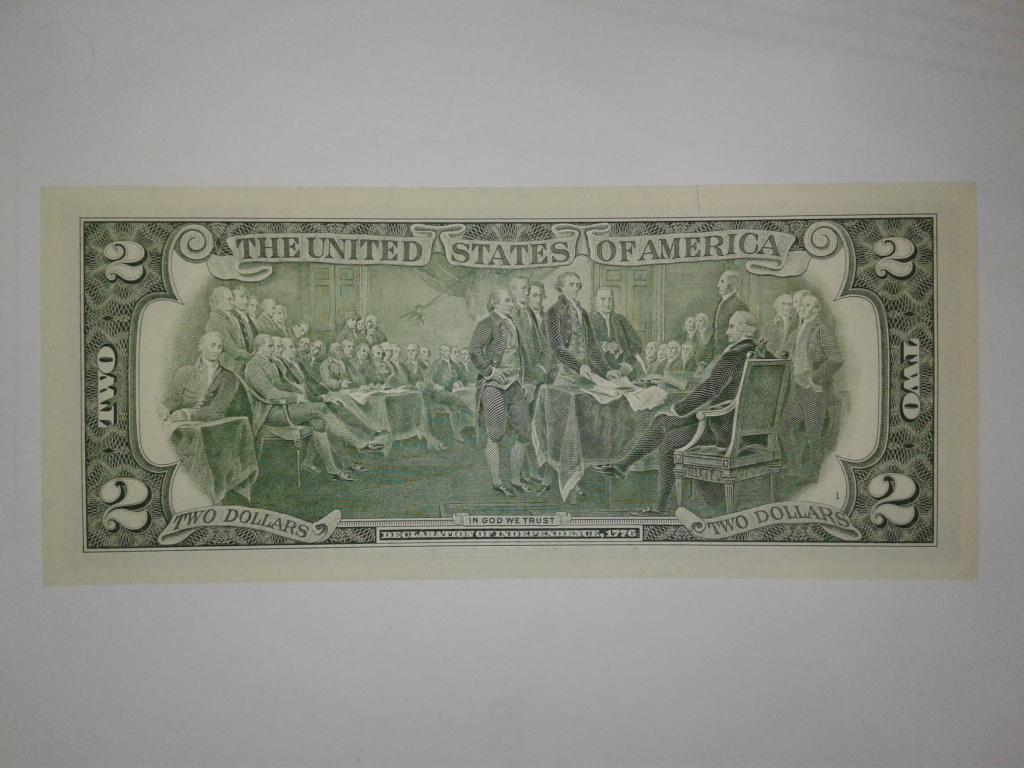 2 THE UNITED STATES OF AMERICA 2
TWO
TWO
2 TWO DOLLARS
IN GOD WE TRUST
DECLARATION OF INDEPENDENCE, 1776
1
TWO DOLLARS 2